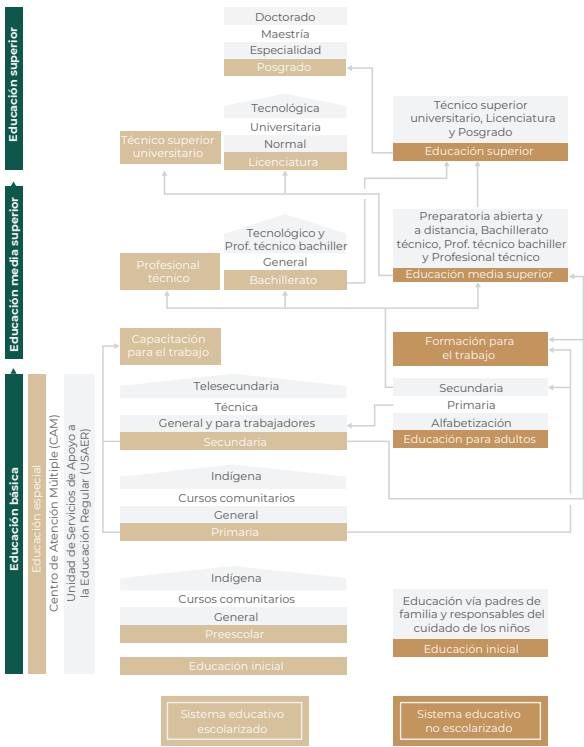 Educación superior
Doctorado
Maestría
Especialidad
Posgrado
Tecnológica
Universitaria
Normal
Licenciatura
Técnico superior
universitario
Técnico superior
universitario, Licenciatura
y Posgrado
Educación superior
Educación media superior
Tecnológico y
Prof. técnico bachiller
General
Bachillerato
Profesional
técnico
Preparatoria abierta y
a distancia, Bachillerato
técnico, Prof. técnico bachiller
y Profesional técnico
Educación media superior
Capacitación
para el trabajo
Formación para
el trabajo
Educación básica
Educación especial
Centro de Atención Múltiple (CAM)
Unidad de Servicios de Apoyo a
la Educación Regular (USAER)
Telesecundaria
Técnica
General y para trabajadores
Secundaria
Secundaria
Primaria
Alfabetización
Educación para adultos
Indígena
Cursos comunitarios
General
Primaria
Indígena
Cursos comunitarios
General
Preescolar
Educación inicial
Educación vía padres de
familia y responsables del
cuidado de los niños
Educación inicial
Sistema educativo
escolarizado
Sistema educativo
no escolarizado